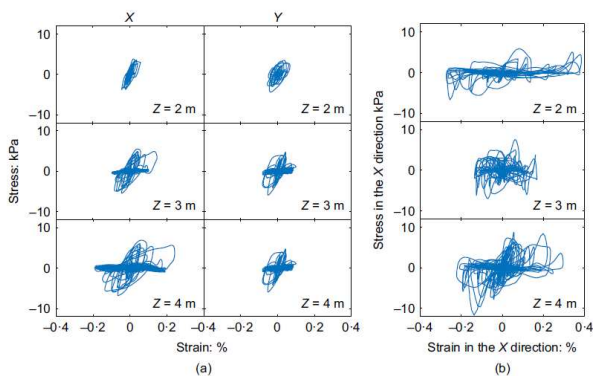 X Y
10
0
−10
Z = 2 m Z = 2 m
10
0
−10
Z = 3 m Z = 3 m
10
0
−10
Z = 4 m Z = 4 m
−0·4 −0·2 0 0·2 0·4 −0·2 0 0·2 0·4
Stress: kPa
Strain: %
(a)
10
0
−10
Z = 2 m
10
0
−10
Z = 3 m
10
0
−10
Z = 4 m
−0·4 −0·2 0 0·2 0·4
Stress in the X direction kPa
Strain in the X direction: %
(b)